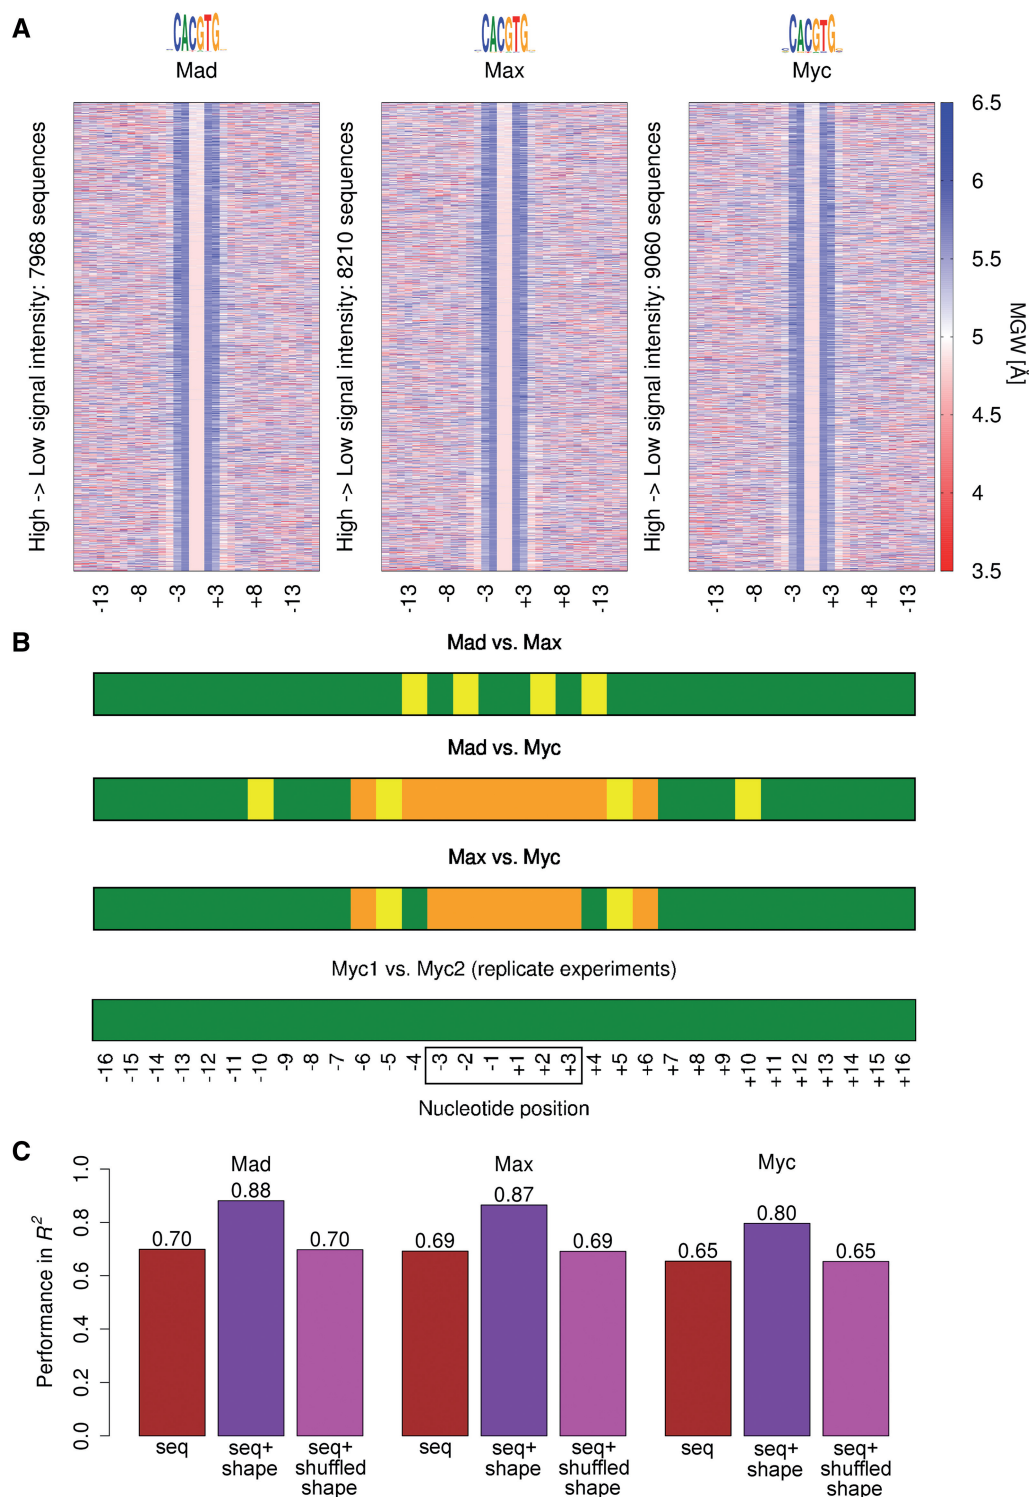 A
CACGTG
CACGTG
CACGTG
Mad
Max
Myc
High -> Low signal intensity: 7968 sequences
High -> Low signal intensity: 8210 sequences
High -> Low signal intensity: 9060 sequences
6.5
6
5.5
5
4.5
4
3.5
MGW [Å]
-13 -8 -3 +3 +8 -13
-13 -8 -3 +3 +8 -13
-13 -8 -3 +3 +8 -13
B
Mad vs. Max
Mad vs. Myc
Max vs. Myc
Myc1 vs. Myc2 (replicate experiments)
-16 -15 -14 -13 -12 -11 -10 -9 -8 -7 -6 -5 -4 -3 -2 -1 +1 +2 +3 +4 +5 +6 +7 +8 +9 +10 +11 +12 +13 +14 +15 +16
Nucleotide position
C
Performance in R²
1.0
0.8
0.6
0.4
0.2
0.0
Mad
0.70
0.88
0.70
seq
seq+
shape
seq+
shuffled
shape
Max
0.69
0.87
0.69
seq
seq+
shape
seq+
shuffled
shape
Myc
0.65
0.80
0.65
seq
seq+
shape
seq+
shuffled
shape